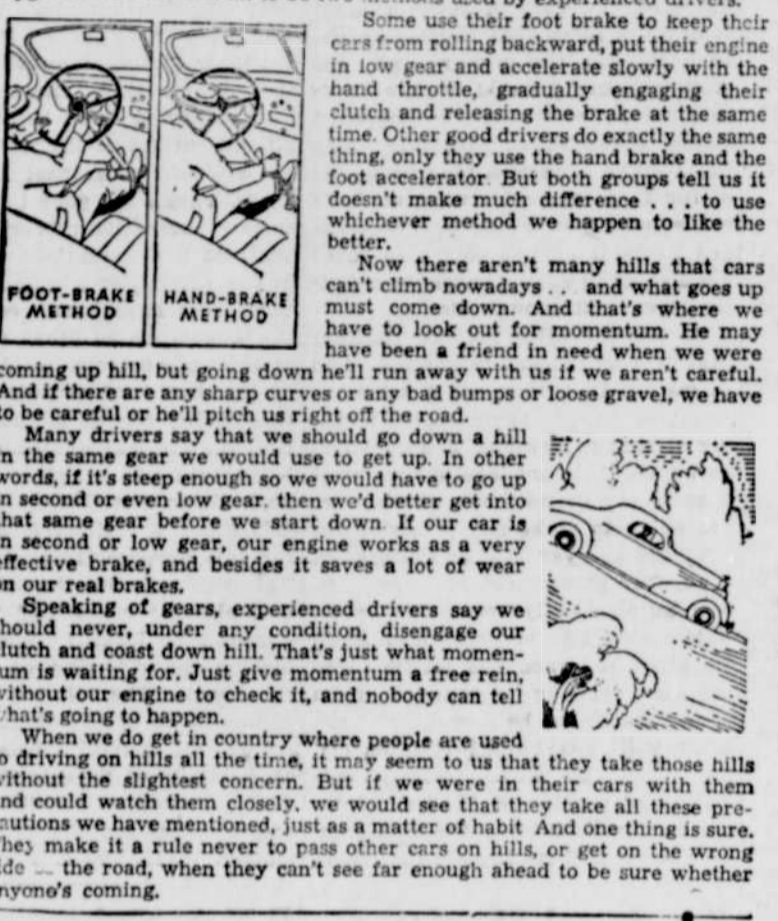 used by experienced drivers.
Some use their foot brake to keep their
cars from rolling backward, put their engine
in low gear and accelerate slowly with the
hand throttle, gradually engaging their
clutch and releasing the brake at the same
time. Other good drivers do exactly the same
thing, only they use the hand brake and the
foot accelerator. But both groups tell us it
doesn't make much difference . . . to use
whichever method we happen to like the
better.
FOOT-BRAKE
METHOD
HAND-BRAKE
METHOD
Now there aren't many hills that cars
can't climb nowadays . . and what goes up
must come down. And that's where we
have to look out for momentum. He may
have been a friend in need when we were
coming up hill, but going down he'll run away with us if we aren't careful.
And if there are any sharp curves or any bad bumps or loose gravel, we have
to be careful or he'll pitch us right off the road.
Many drivers say that we should go down a hill
n the same gear we would use to get up. In other
words, if it's steep enough so we would have to go up
n second or even low gear, then we'd better get into
hat same gear before we start down. If our car is
n second or low gear, our engine works as a very
effective brake, and besides it saves a lot of wear
on our real brakes.
Speaking of gears, experienced drivers say we
hould never, under any condition, disengage our
lutch and coast down hill. That's just what momen-
um is waiting for. Just give momentum a free rein,
vithout our engine to check it, and nobody can tell
what's going to happen.
When we do get in country where people are used
o driving on hills all the time, it may seem to us that they take those hills
vithout the slightest concern. But if we were in their cars with them
nd could watch them closely, we would see that they take all these pre-
autions we have mentioned, just as a matter of habit And one thing is sure.
They make it a rule never to pass other cars on hills, or get on the wrong
ide the road, when they can't see far enough ahead to be sure whether
nyone's coming.